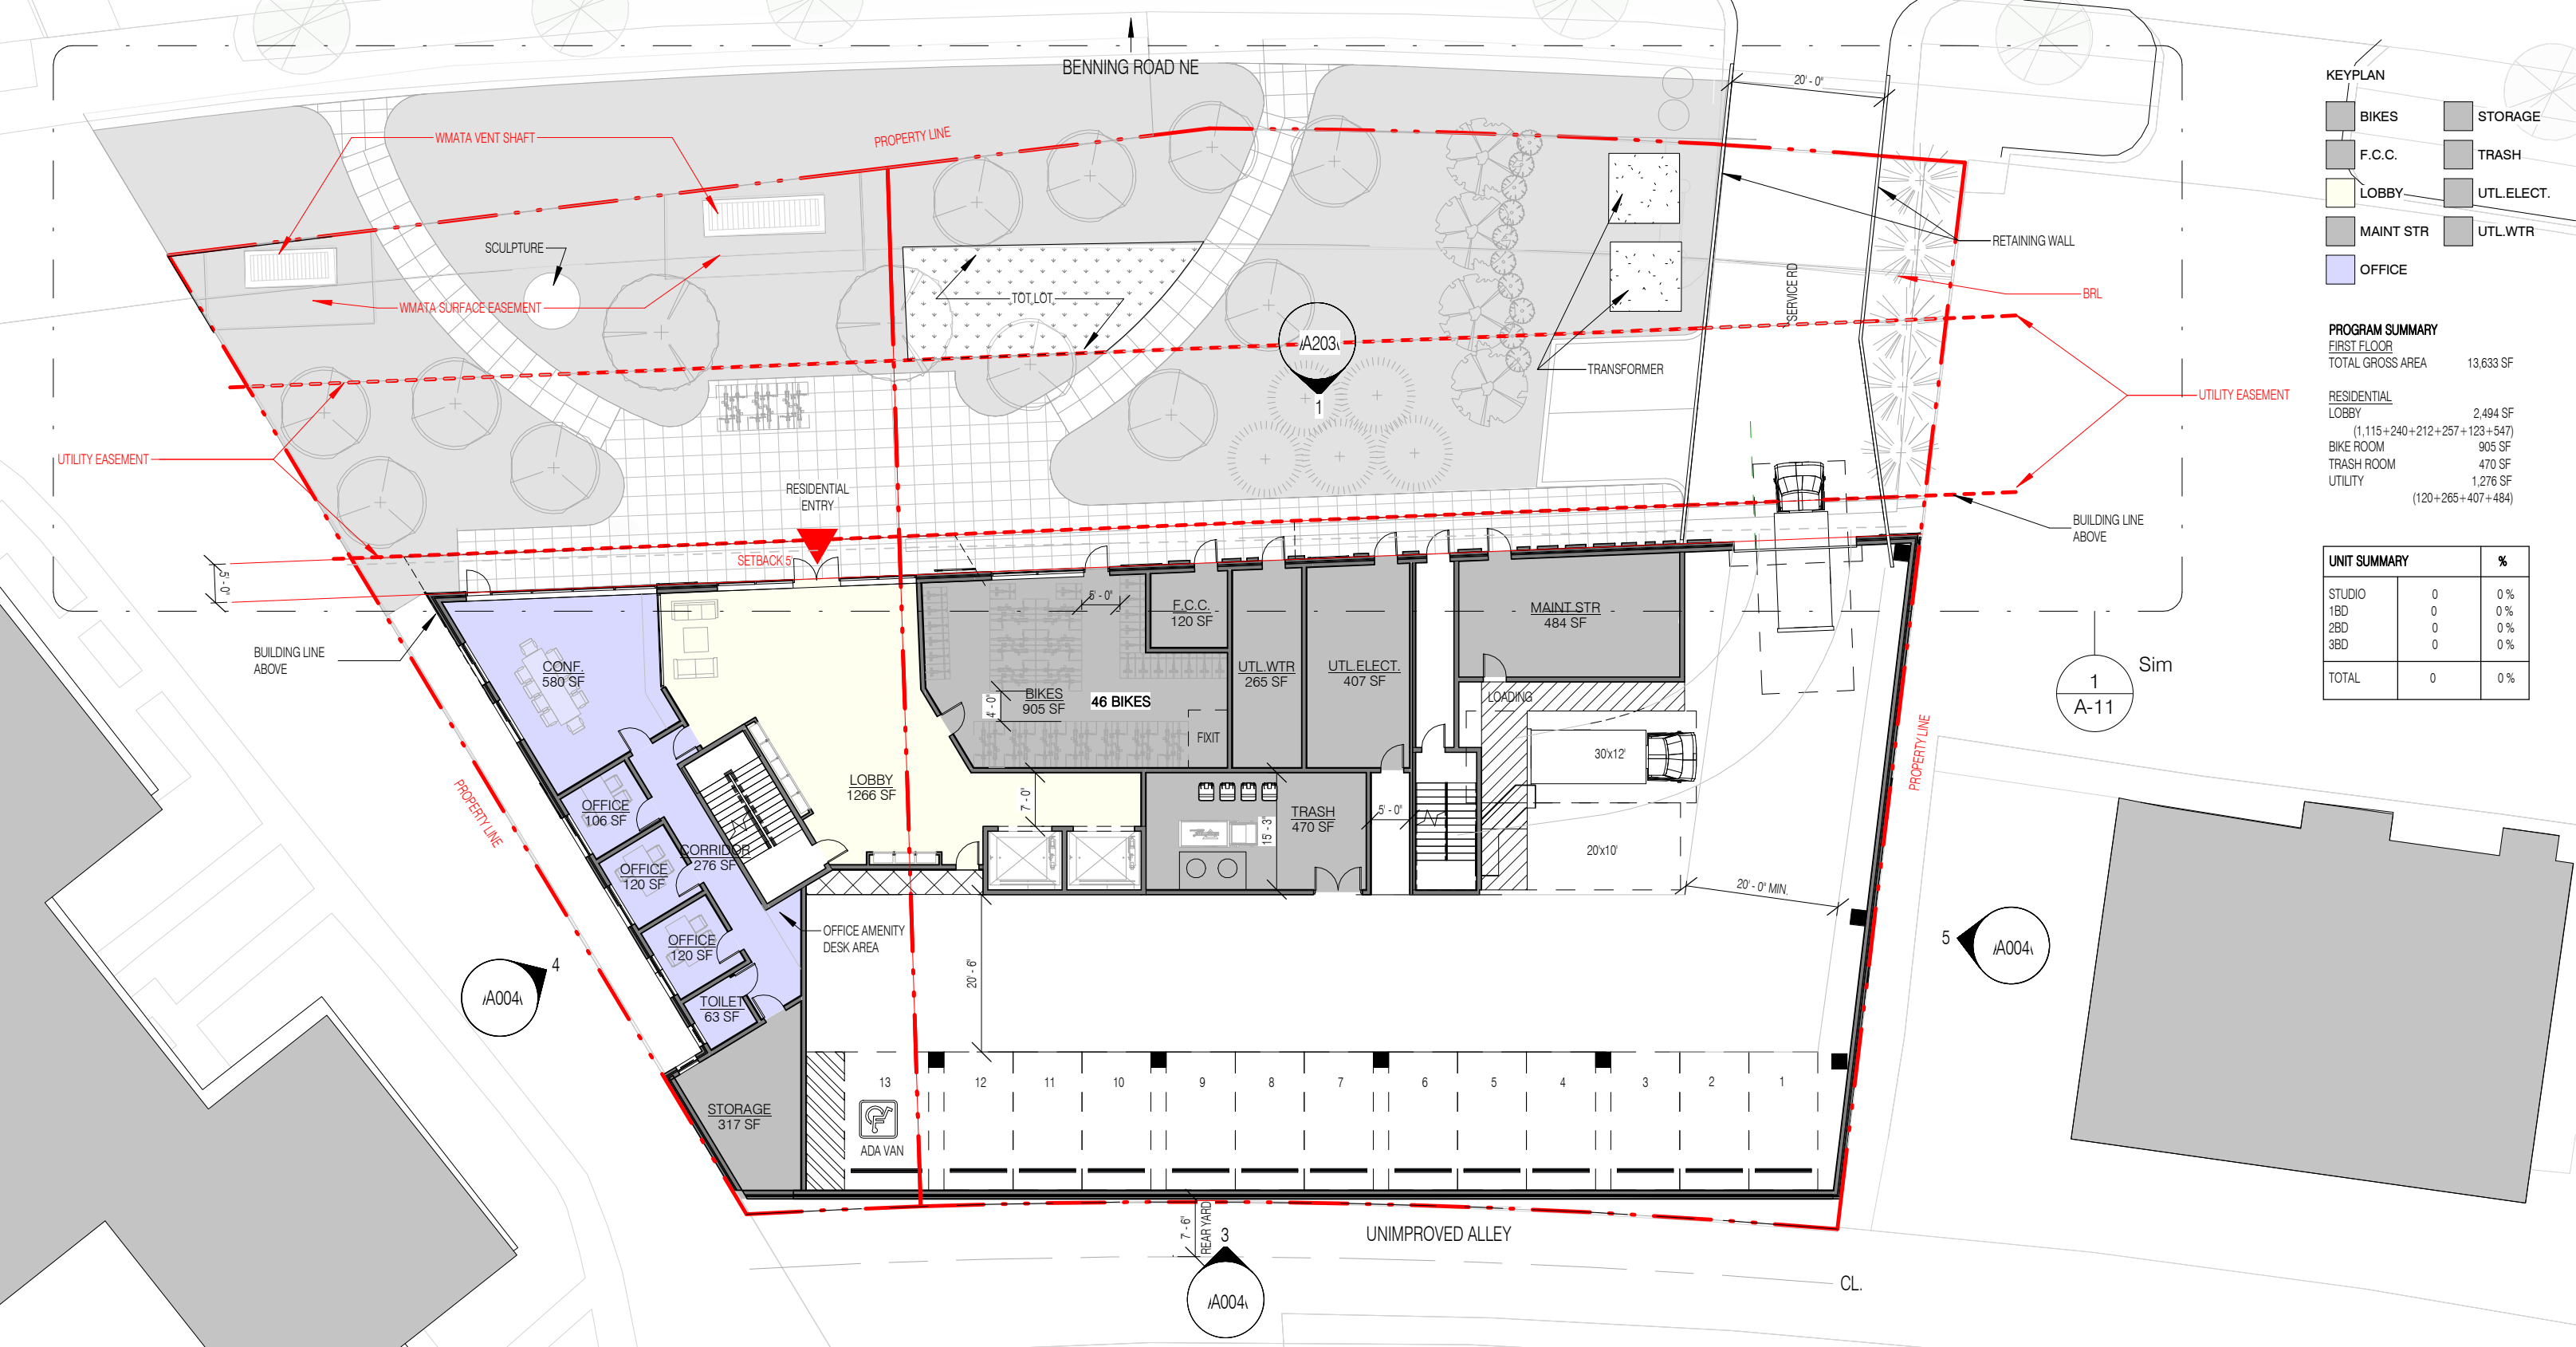 BENNING ROAD NE
20' - 0"
KEYPLAN
BIKES
STORAGE
F.C.C.
TRASH
LOBBY
UTL.ELECT.
MAINT STR
UTL.WTR
OFFICE
WMATA VENT SHAFT
PROPERTY LINE
SCULPTURE
WMATA SURFACE EASEMENT
TOT LOT
RETAINING WALL
SERVICE RD
BRL
A203
1
TRANSFORMER
UTILITY EASEMENT
UTILITY EASEMENT
PROGRAM SUMMARY
FIRST FLOOR
TOTAL GROSS AREA 13,633 SF
RESIDENTIAL
LOBBY 2,494 SF
(1,115+240+212+257+123+547)
BIKE ROOM 905 SF
TRASH ROOM 470 SF
UTILITY 1,276 SF
(120+265+407+484)
RESIDENTIAL
ENTRY
SETBACK 5'
5' - 0"
BUILDING LINE
ABOVE
BUILDING LINE
ABOVE
UNIT SUMMARY %
STUDIO 0 0 %
1BD 0 0 %
2BD 0 0 %
3BD 0 0 %
TOTAL 0 0 %
1
A-11
Sim
CONF.
580 SF
5' - 0"
F.C.C.
120 SF
MAINT STR
484 SF
UTL.WTR
265 SF
UTL.ELECT.
407 SF
BIKES
905 SF
46 BIKES
4' - 0"
FIXIT
LOADING
30'x12'
LOBBY
1266 SF
7' - 0"
OFFICE
106 SF
TRASH
470 SF
15' - 3"
5' - 0"
CORRIDOR
276 SF
OFFICE
120 SF
20'x10'
20' - 0" MIN.
PROPERTY LINE
PROPERTY LINE
OFFICE AMENITY
DESK AREA
OFFICE
120 SF
20' - 6"
A004
4
5
A004
TOILET
63 SF
STORAGE
317 SF
13
12
11
10
9
8
7
6
5
4
3
2
1
ADA VAN
7' - 6"
REAR YARD
3
A004
UNIMPROVED ALLEY
CL.